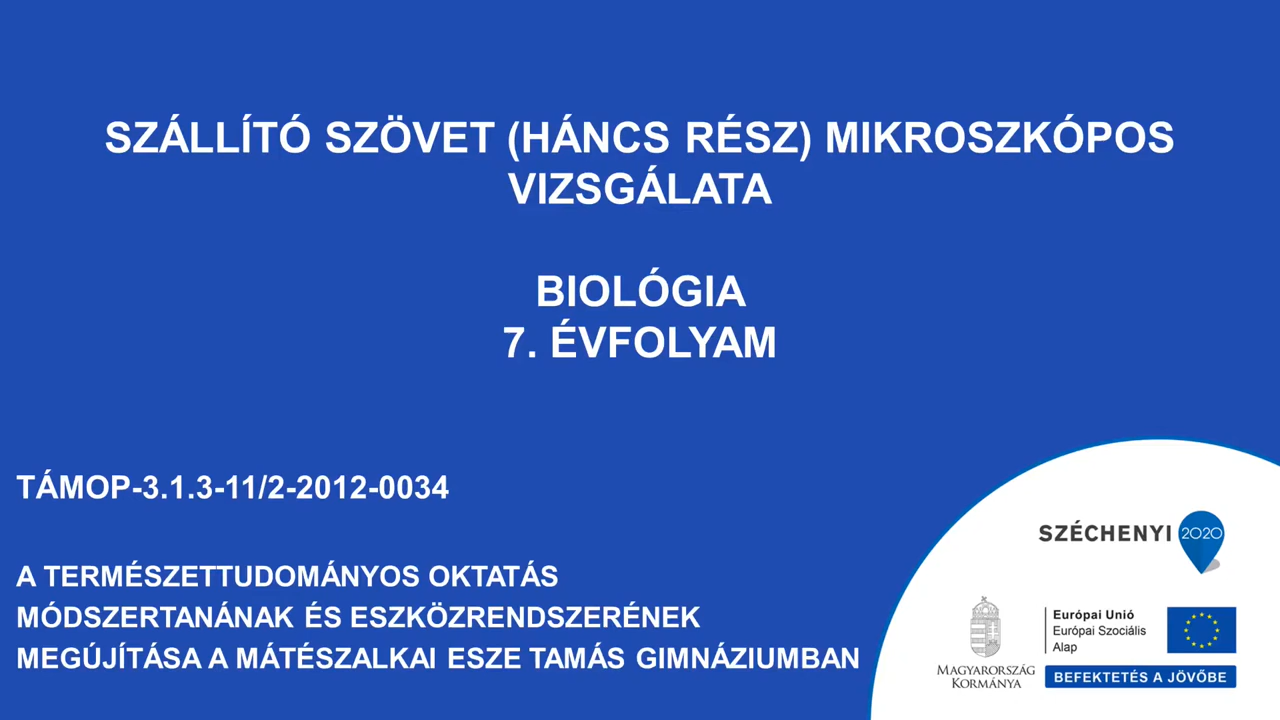 SZÁLLÍTÓ SZÖVET (HÁNCS RÉSZ) MIKROSZKÓPOS
VIZSGÁLATA
BIOLÓGIA
7. ÉVFOLYAM
TÁMOP-3.1.3-11/2-2012-0034
A TERMÉSZETTUDOMÁNYOS OKTATÁS
MÓDSZERTANÁNAK ÉS ESZKÖZRENDSZERÉNEK
MEGÚJÍTÁSA A MÁTÉSZALKAI ESZE TAMÁS GIMNÁZIUMBAN
SZÉCHENYI 2020
MAGYARORSZÁG
KORMÁNYA
Európai Unió
Európai Szociális
Alap
BEFEKTETÉS A JÖVŐBE